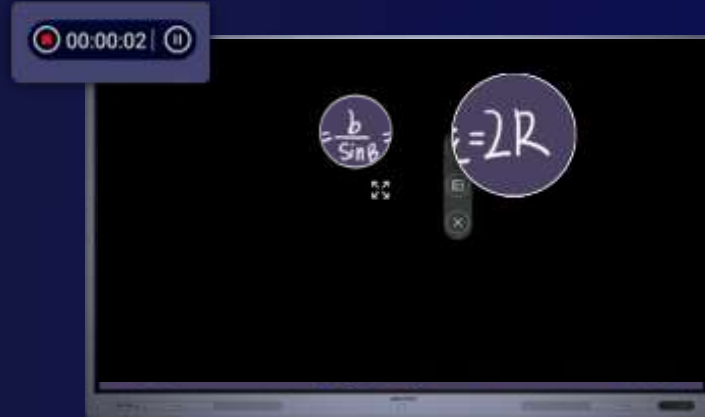 00:00:02
= b/sinB =
=2R